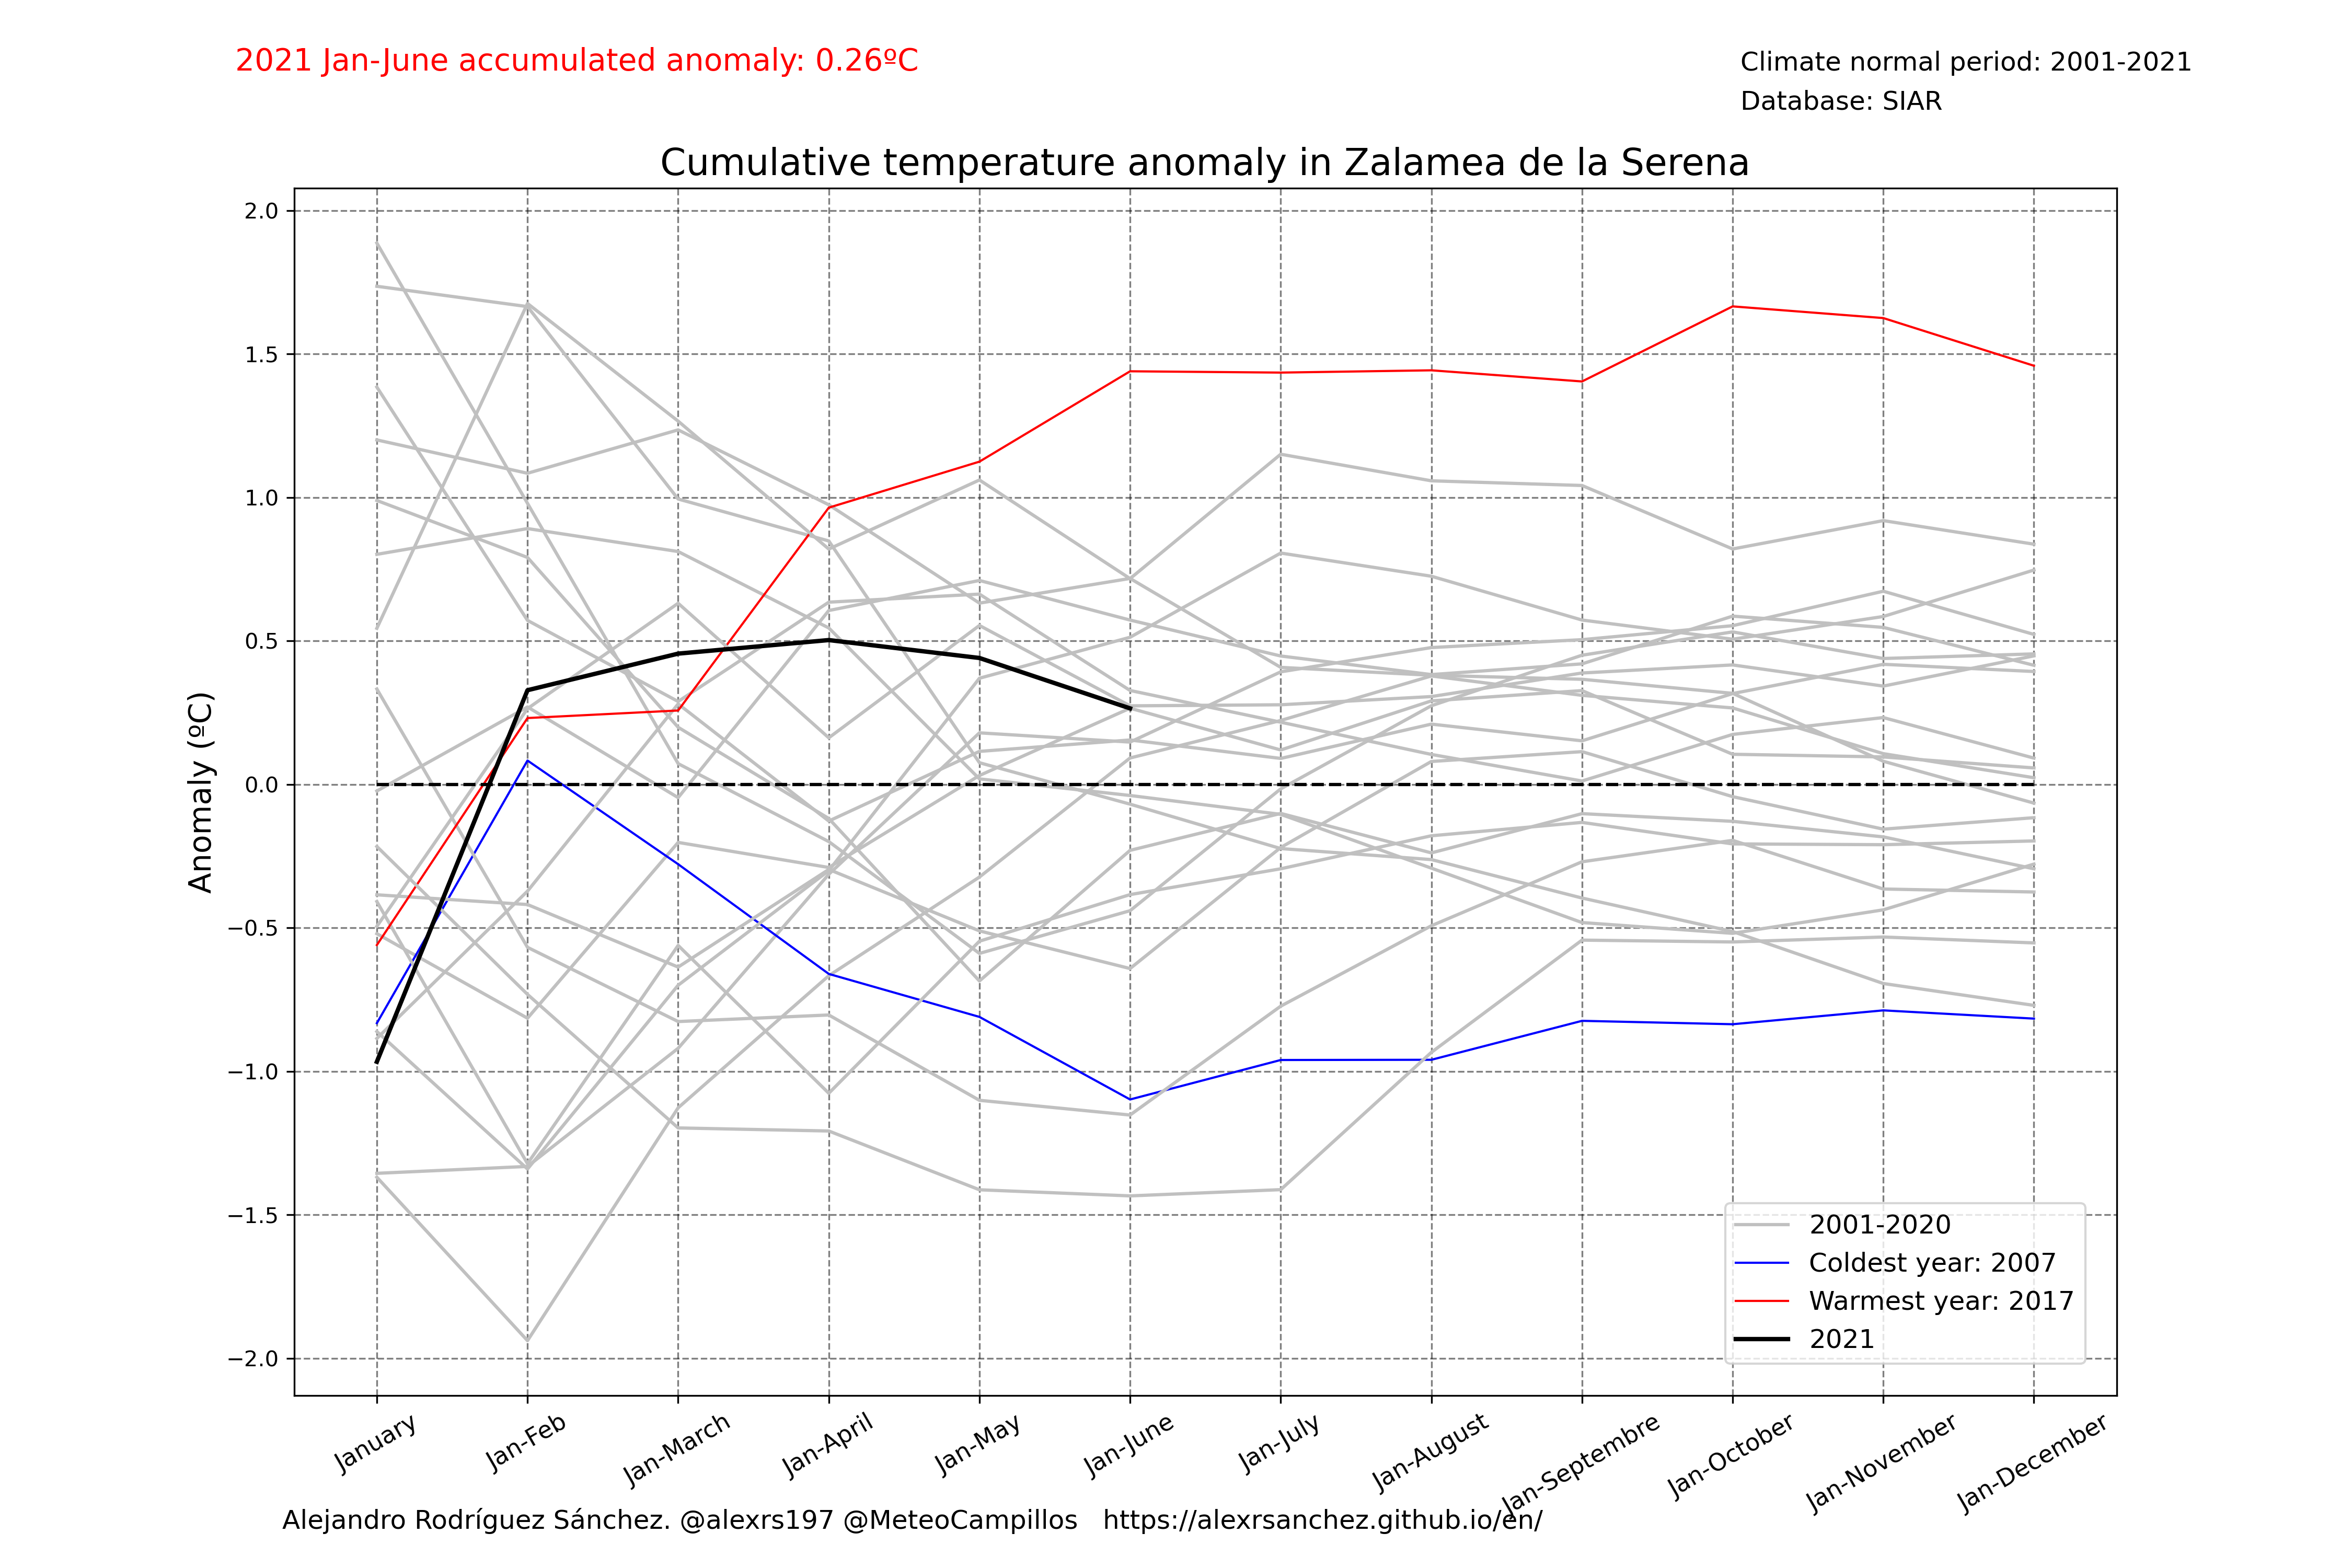 2021 Jan-June accumulated anomaly: 0.26ºC
Climate normal period: 2001-2021
Database: SIAR
Cumulative temperature anomaly in Zalamea de la Serena
Anomaly (ºC)
2.0
1.5
1.0
0.5
0.0
−0.5
−1.0
−1.5
−2.0
2001-2020
Coldest year: 2007
Warmest year: 2017
2021
January
Jan-Feb
Jan-March
Jan-April
Jan-May
Jan-June
Jan-July
Jan-August
Jan-Septembre
Jan-October
Jan-November
Jan-December
Alejandro Rodríguez Sánchez. @alexrs197 @MeteoCampillos https://alexrsanchez.github.io/en/